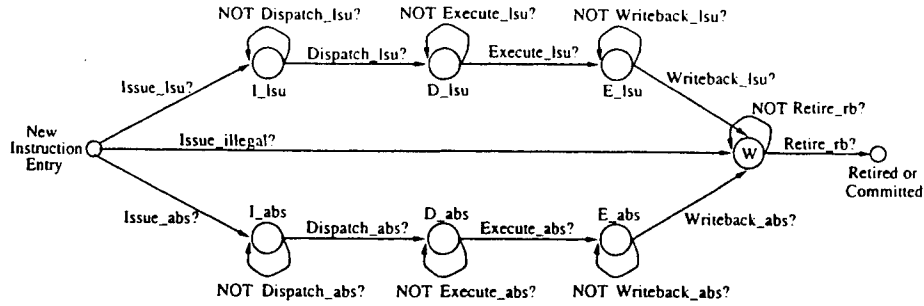 NOT Dispatch_lsu?
NOT Execute_lsu?
NOT Writeback_lsu?
Dispatch_lsu?
Execute_lsu?
Issue_lsu?
I_lsu
D_lsu
E_lsu
Writeback_lsu?
NOT Retire_rb?
New
Instruction
Entry
Issue_illegal?
W
Retire_rb?
Retired or
Committed
Issue_abs?
I_abs
D_abs
E_abs
Dispatch_abs?
Execute_abs?
Writeback_abs?
NOT Dispatch_abs?
NOT Execute_abs?
NOT Writeback_abs?